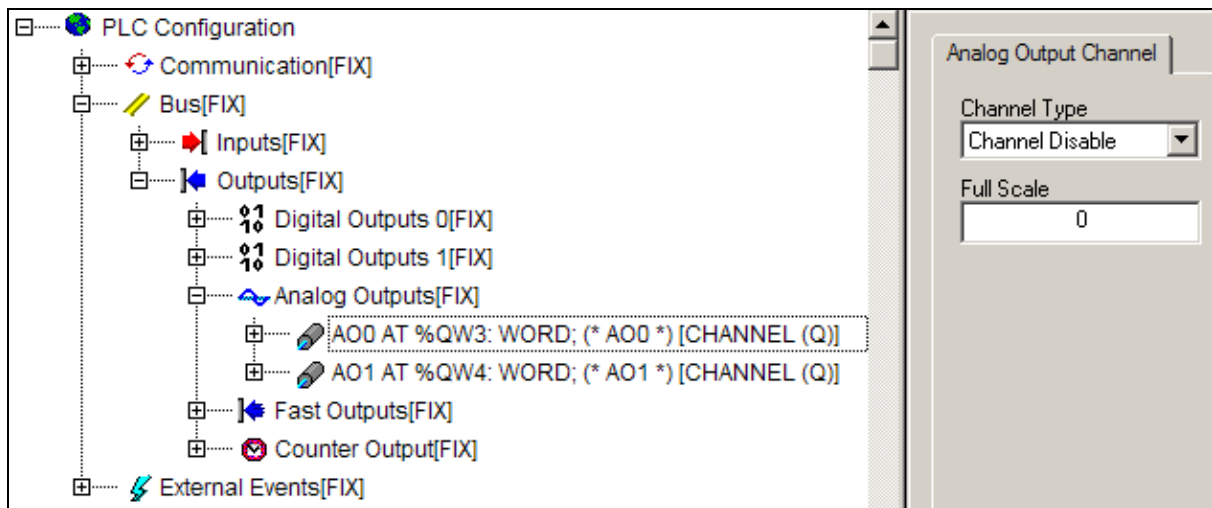 PLC Configuration
Communication[FIX]
Bus[FIX]
Inputs[FIX]
Outputs[FIX]
Digital Outputs 0[FIX]
Digital Outputs 1[FIX]
Analog Outputs[FIX]
AO0 AT %QW3: WORD; (* AO0 *) [CHANNEL (Q)]
AO1 AT %QW4: WORD; (* AO1 *) [CHANNEL (Q)]
Fast Outputs[FIX]
Counter Output[FIX]
External Events[FIX]
Analog Output Channel
Channel Type
Channel Disable
Full Scale
0